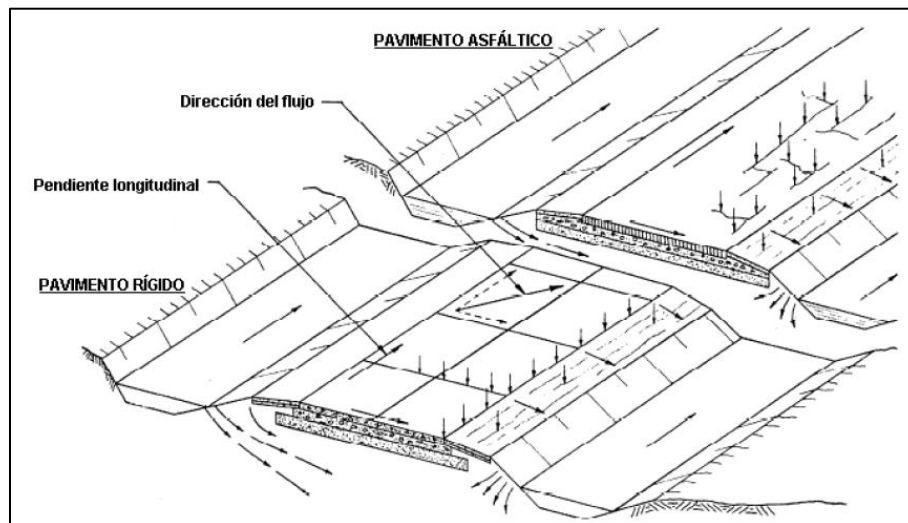 PAVIMENTO ASFÁLTICO
Dirección del flujo
Pendiente longitudinal
PAVIMENTO RÍGIDO